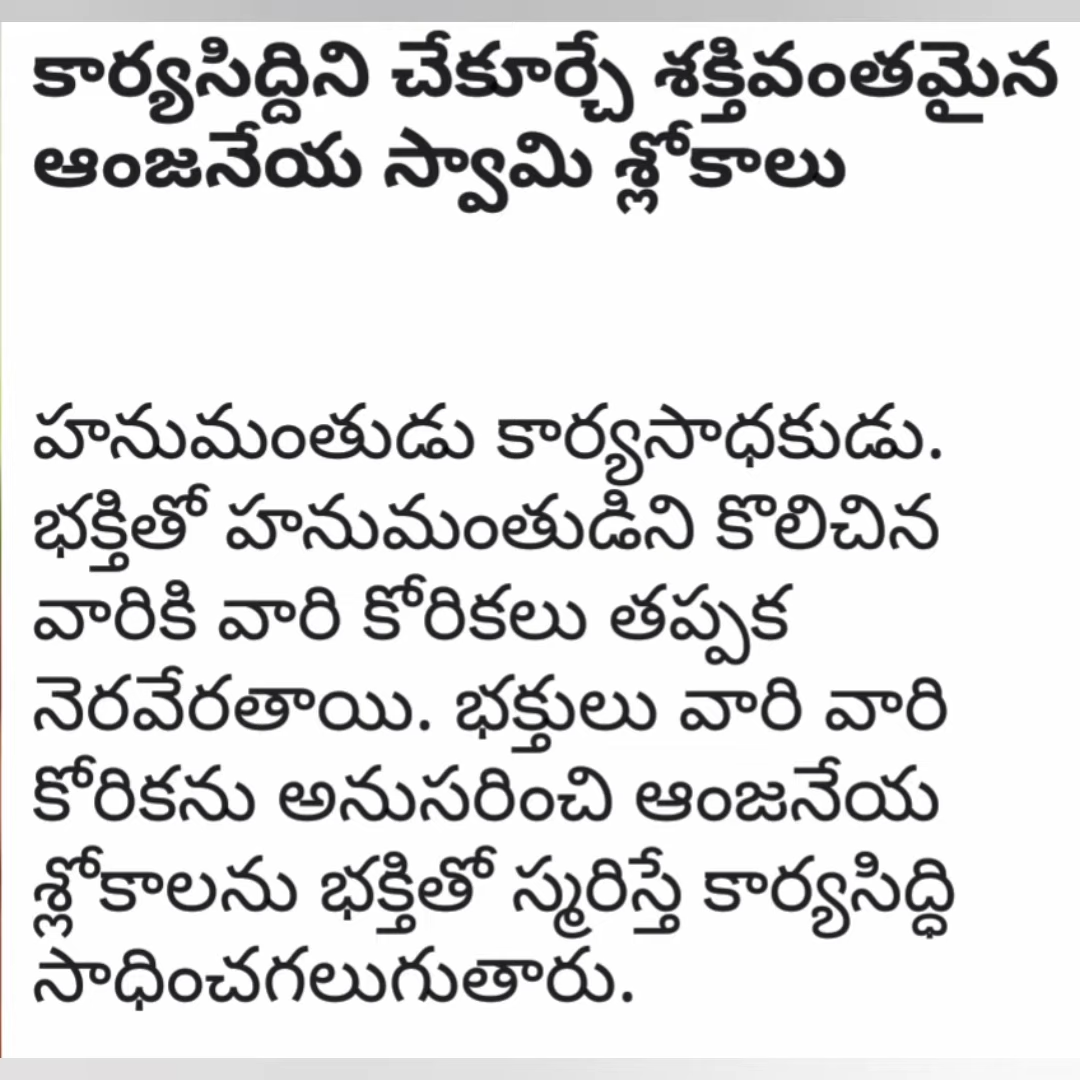 కార్యసిద్దిని చేకూర్చే శక్తివంతమైన
ఆంజనేయ స్వామి శ్లోకాలు
హనుమంతుడు కార్యసాధకుడు.
భక్తితో హనుమంతుడిని కొలిచిన
వారికి వారి కోరికలు తప్పక
నెరవేరతాయి. భక్తులు వారి వారి
కోరికను అనుసరించి ఆంజనేయ
శ్లోకాలను భక్తితో స్మరిస్తే కార్యసిద్ధి
సాధించగలుగుతారు.